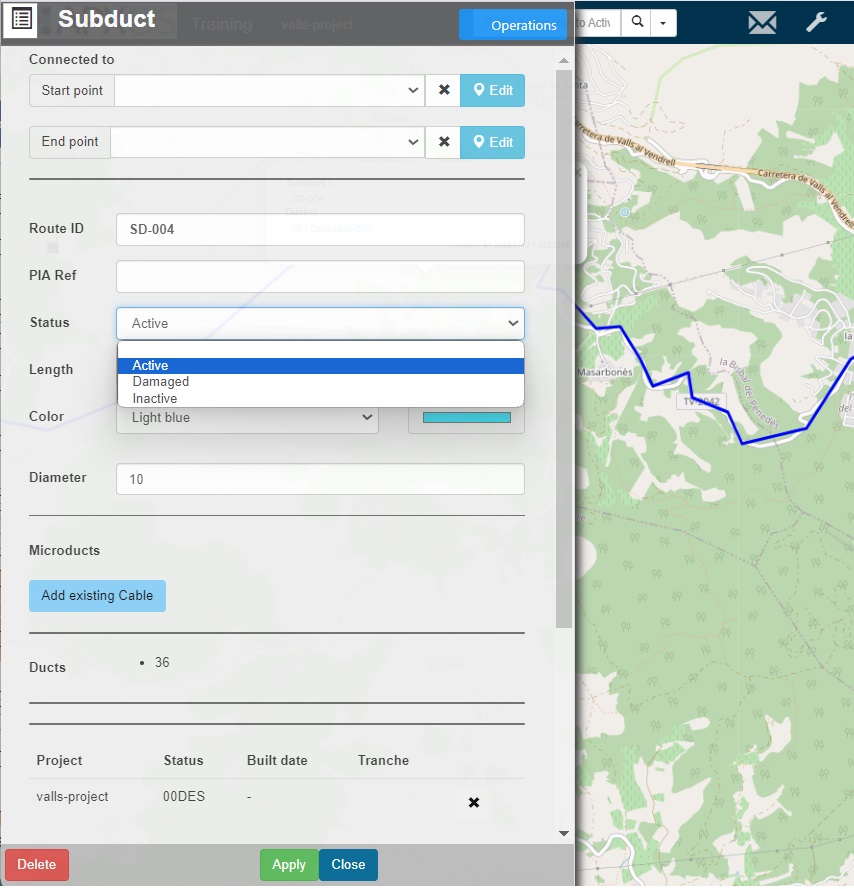 Subduct
Training
valls-project
Operations
to Activ
Connected to
Start point
Edit
End point
Edit
Route ID
SD-004
PIA Ref
Status
Active
Active
Damaged
Inactive
Length
Color
Light blue
Diameter
10
Microducts
Add existing Cable
Ducts
36
Project Status Built date Tranche
valls-project 00DES -
Delete
Apply
Close
Carretera de Valls al Vendrell
Carretera de Valls al Vendrell
Masarbonès
TV-2042
la Bisbal del Penedès
la
del